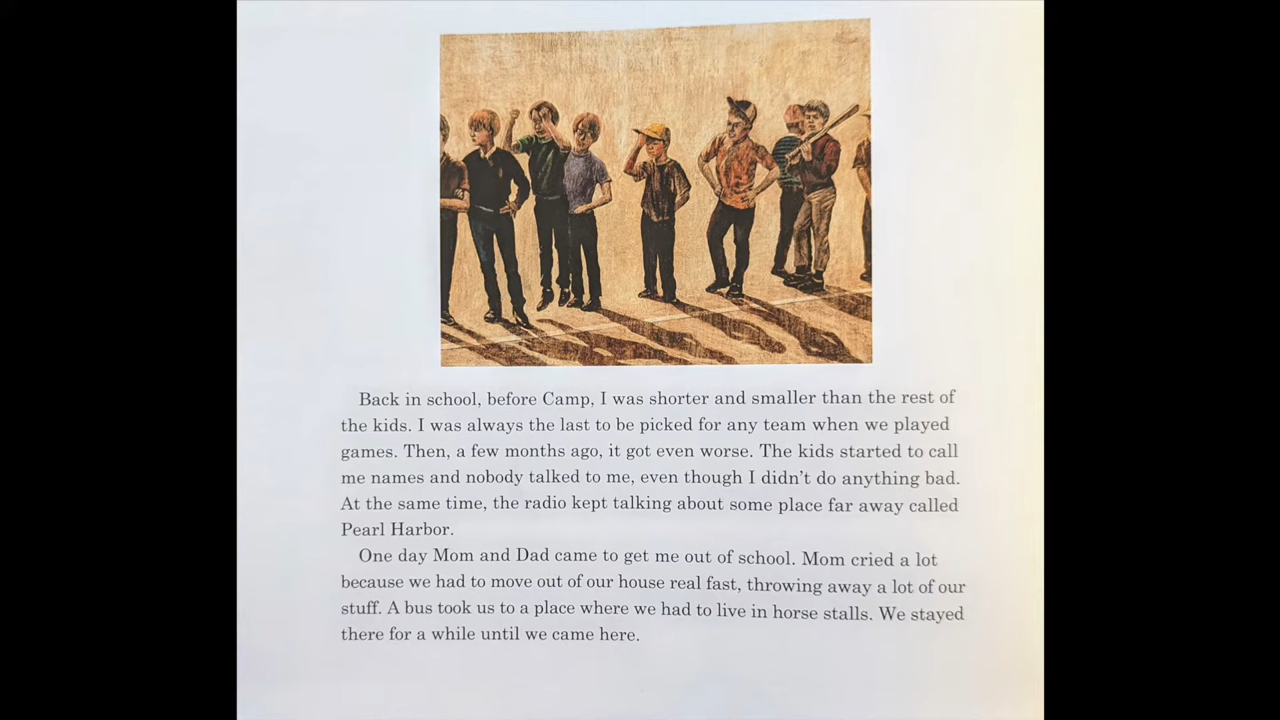 Back in school, before Camp, I was shorter and smaller than the rest of
the kids. I was always the last to be picked for any team when we played
games. Then, a few months ago, it got even worse. The kids started to call
me names and nobody talked to me, even though I didn't do anything bad.
At the same time, the radio kept talking about some place far away called
Pearl Harbor.
One day Mom and Dad came to get me out of school. Mom cried a lot
because we had to move out of our house real fast, throwing away a lot of our
stuff. A bus took us to a place where we had to live in horse stalls. We stayed
there for a while until we came here.